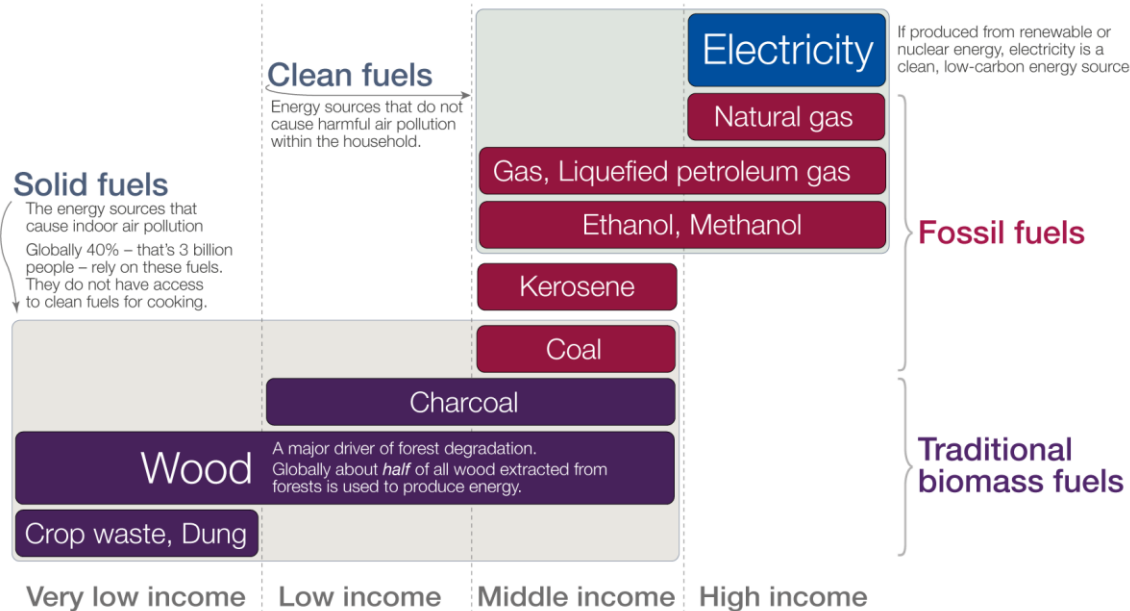 Electricity
If produced from renewable or
nuclear energy, electricity is a
clean, low-carbon energy source
Clean fuels
Energy sources that do not
cause harmful air pollution
within the household.
Natural gas
Gas, Liquefied petroleum gas
Solid fuels
The energy sources that
cause indoor air pollution
Globally 40% – that's 3 billion
people – rely on these fuels.
They do not have access
to clean fuels for cooking.
Ethanol, Methanol
Fossil fuels
Kerosene
Coal
Charcoal
Wood
A major driver of forest degradation.
Globally about half of all wood extracted from
forests is used to produce energy.
Traditional
biomass fuels
Crop waste, Dung
Very low income
Low income
Middle income
High income